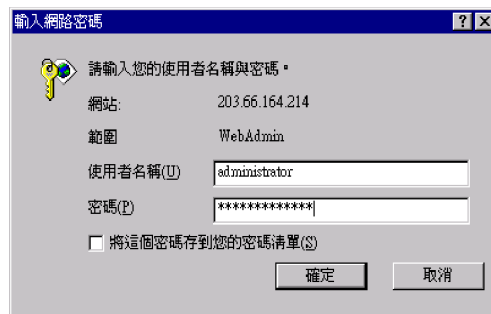 輸入網路密碼
請輸入您的使用者名稱與密碼。
網站: 203.66.164.214
範圍 WebAdmin
使用者名稱(U) administrator
密碼(P) *************
將這個密碼存到您的密碼清單(S)
確定 取消